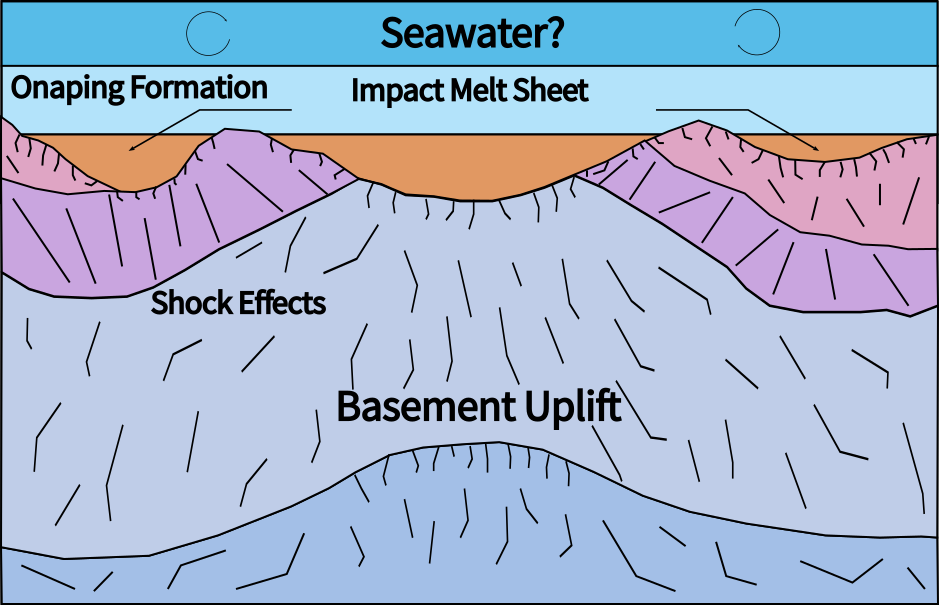 Seawater?
Onaping Formation
Impact Melt Sheet
Shock Effects
Basement Uplift